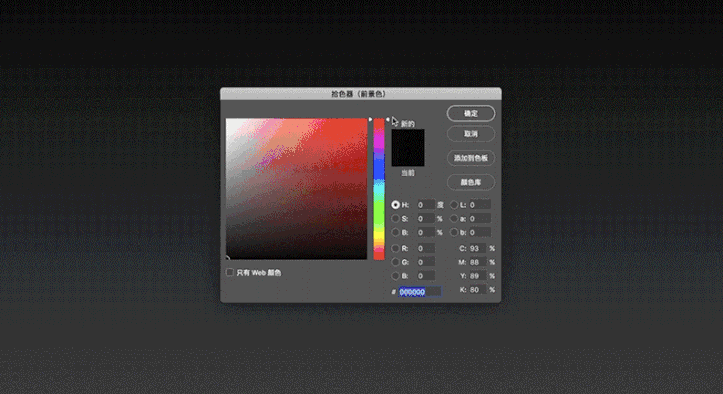 拾色器（前景色）
确定
新的
取消
添加到色板
当前
颜色库
H: 0 度 L: 0
S: 0 % a: 0
B: 0 % b: 0
R: 0 C: 93 %
G: 0 M: 88 %
B: 0 Y: 89 %
只有 Web 颜色
# 000000 K: 80 %